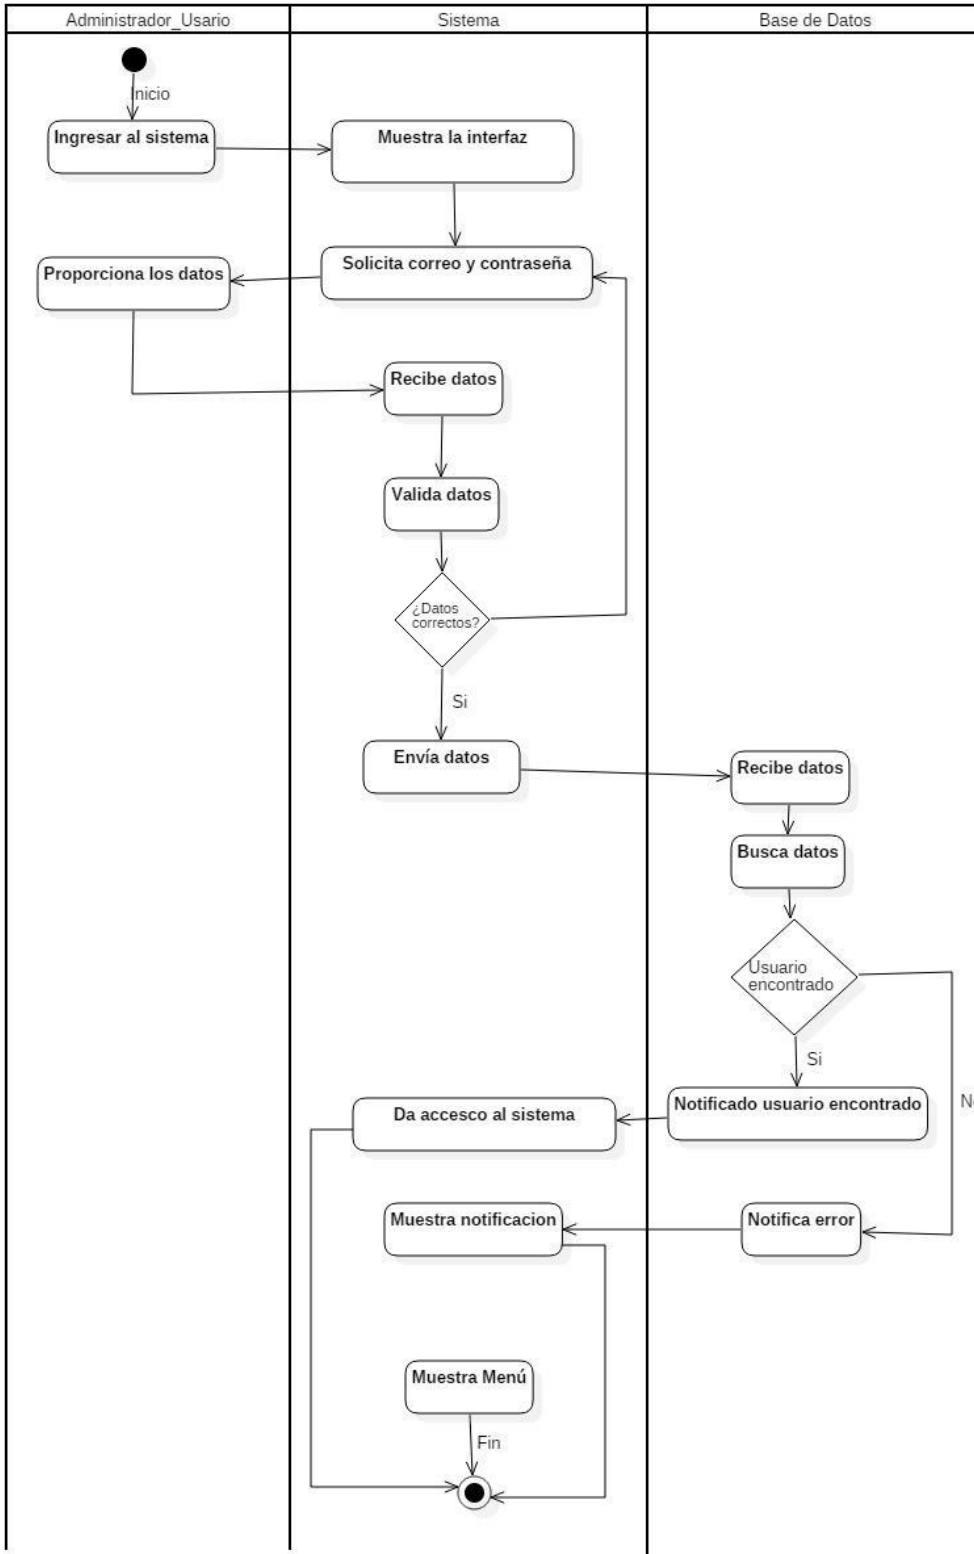 Administrador_Usario
Sistema
Base de Datos
Inicio
Ingresar al sistema
Muestra la interfaz
Solicita correo y contraseña
Proporciona los datos
Recibe datos
Valida datos
¿Datos
correctos?
Si
Envía datos
Recibe datos
Busca datos
Usuario
encontrado
Si
Notificado usuario encontrado
Da accesco al sistema
Muestra notificacion
Notifica error
Muestra Menú
Fin